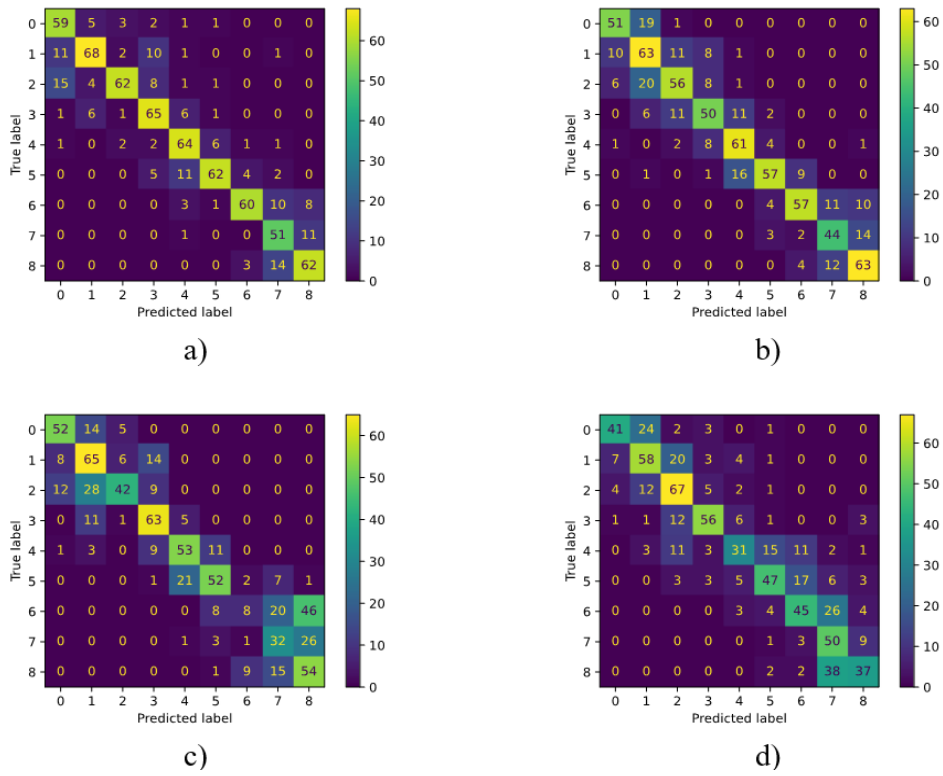 True label
0 59 5 3 2 1 1 0 0 0
1 11 68 2 10 1 0 0 1 0
2 15 4 62 8 1 1 0 0 0
3 1 6 1 65 6 1 0 0 0
4 1 0 2 2 64 6 1 1 0
5 0 0 0 5 11 62 4 2 0
6 0 0 0 0 3 1 60 10 8
7 0 0 0 0 1 0 0 51 11
8 0 0 0 0 0 0 3 14 62
0 1 2 3 4 5 6 7 8
Predicted label
60
50
40
30
20
10
0
a)
True label
0 51 19 1 0 0 0 0 0 0
1 10 63 11 8 1 0 0 0 0
2 6 20 56 8 1 0 0 0 0
3 0 6 11 50 11 2 0 0 0
4 1 0 2 8 61 4 0 0 1
5 0 1 0 1 16 57 9 0 0
6 0 0 0 0 0 4 57 11 10
7 0 0 0 0 0 3 2 44 14
8 0 0 0 0 0 0 4 12 63
0 1 2 3 4 5 6 7 8
Predicted label
60
50
40
30
20
10
0
b)
True label
0 52 14 5 0 0 0 0 0 0
1 8 65 6 14 0 0 0 0 0
2 12 28 42 9 0 0 0 0 0
3 0 11 1 63 5 0 0 0 0
4 1 3 0 9 53 11 0 0 0
5 0 0 0 1 21 52 2 7 1
6 0 0 0 0 0 8 8 20 46
7 0 0 0 0 1 3 1 32 26
8 0 0 0 0 0 1 9 15 54
0 1 2 3 4 5 6 7 8
Predicted label
60
50
40
30
20
10
0
c)
True label
0 41 24 2 3 0 1 0 0 0
1 7 58 20 3 4 1 0 0 0
2 4 12 67 5 2 1 0 0 0
3 1 1 12 56 6 1 0 0 3
4 0 3 11 3 31 15 11 2 1
5 0 0 3 3 5 47 17 6 3
6 0 0 0 0 3 4 45 26 4
7 0 0 0 0 0 1 3 50 9
8 0 0 0 0 0 2 2 38 37
0 1 2 3 4 5 6 7 8
Predicted label
60
50
40
30
20
10
0
d)